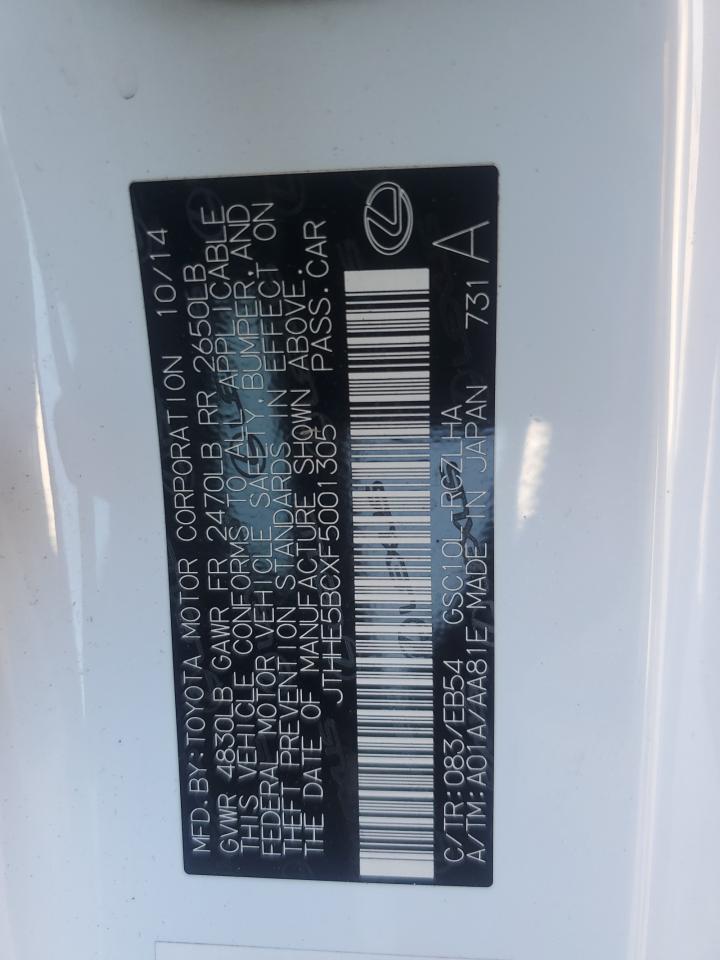 MFD.BY:TOYOTA MOTOR CORPORATION 10/14
GVWR 4830LB GAWR FR 2470LB RR 2650LB
THIS VEHICLE CONFORMS TO ALL APPLICABLE
FEDERAL MOTOR VEHICLE SAFETY, BUMPER, AND
THEFT PREVENTION STANDARDS IN EFFECT ON
THE DATE OF MANUFACTURE SHOWN ABOVE.
JTHHE5BCXF5001305 PASS.CAR
C/TR:083/EB54 GSC10L-RZLHA
A/TM:A01A/AA81E MADE IN JAPAN 731 A